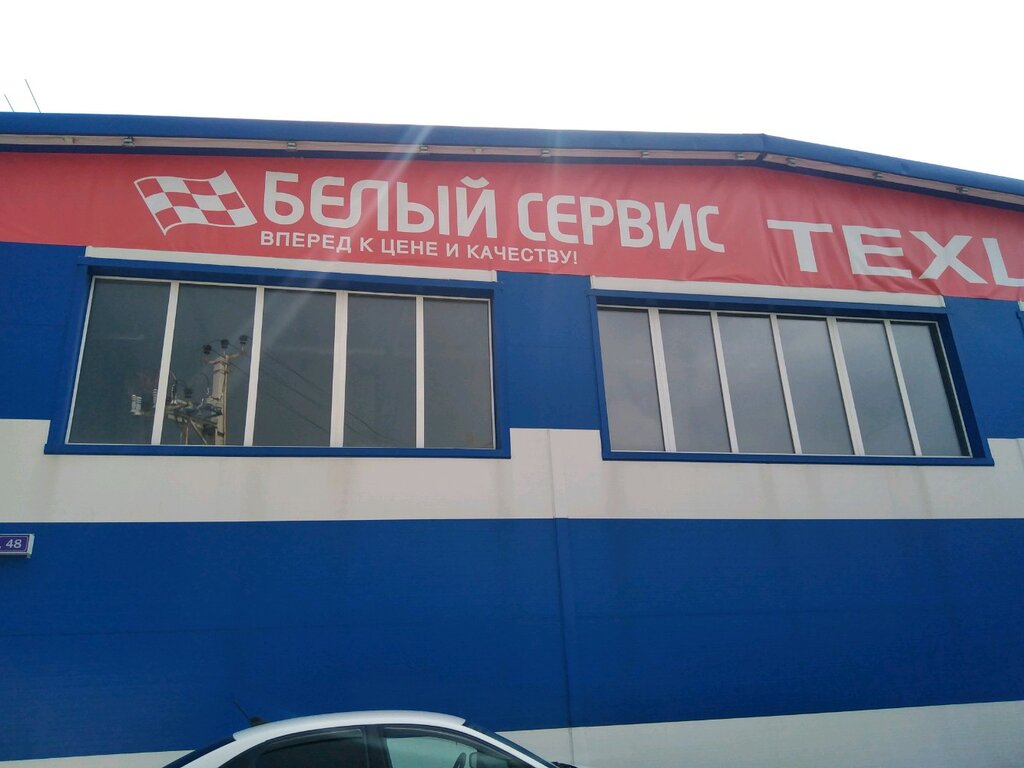 БЕЛЫЙ СЕРВИС
ВПЕРЕД К ЦЕНЕ И КАЧЕСТВУ!
48